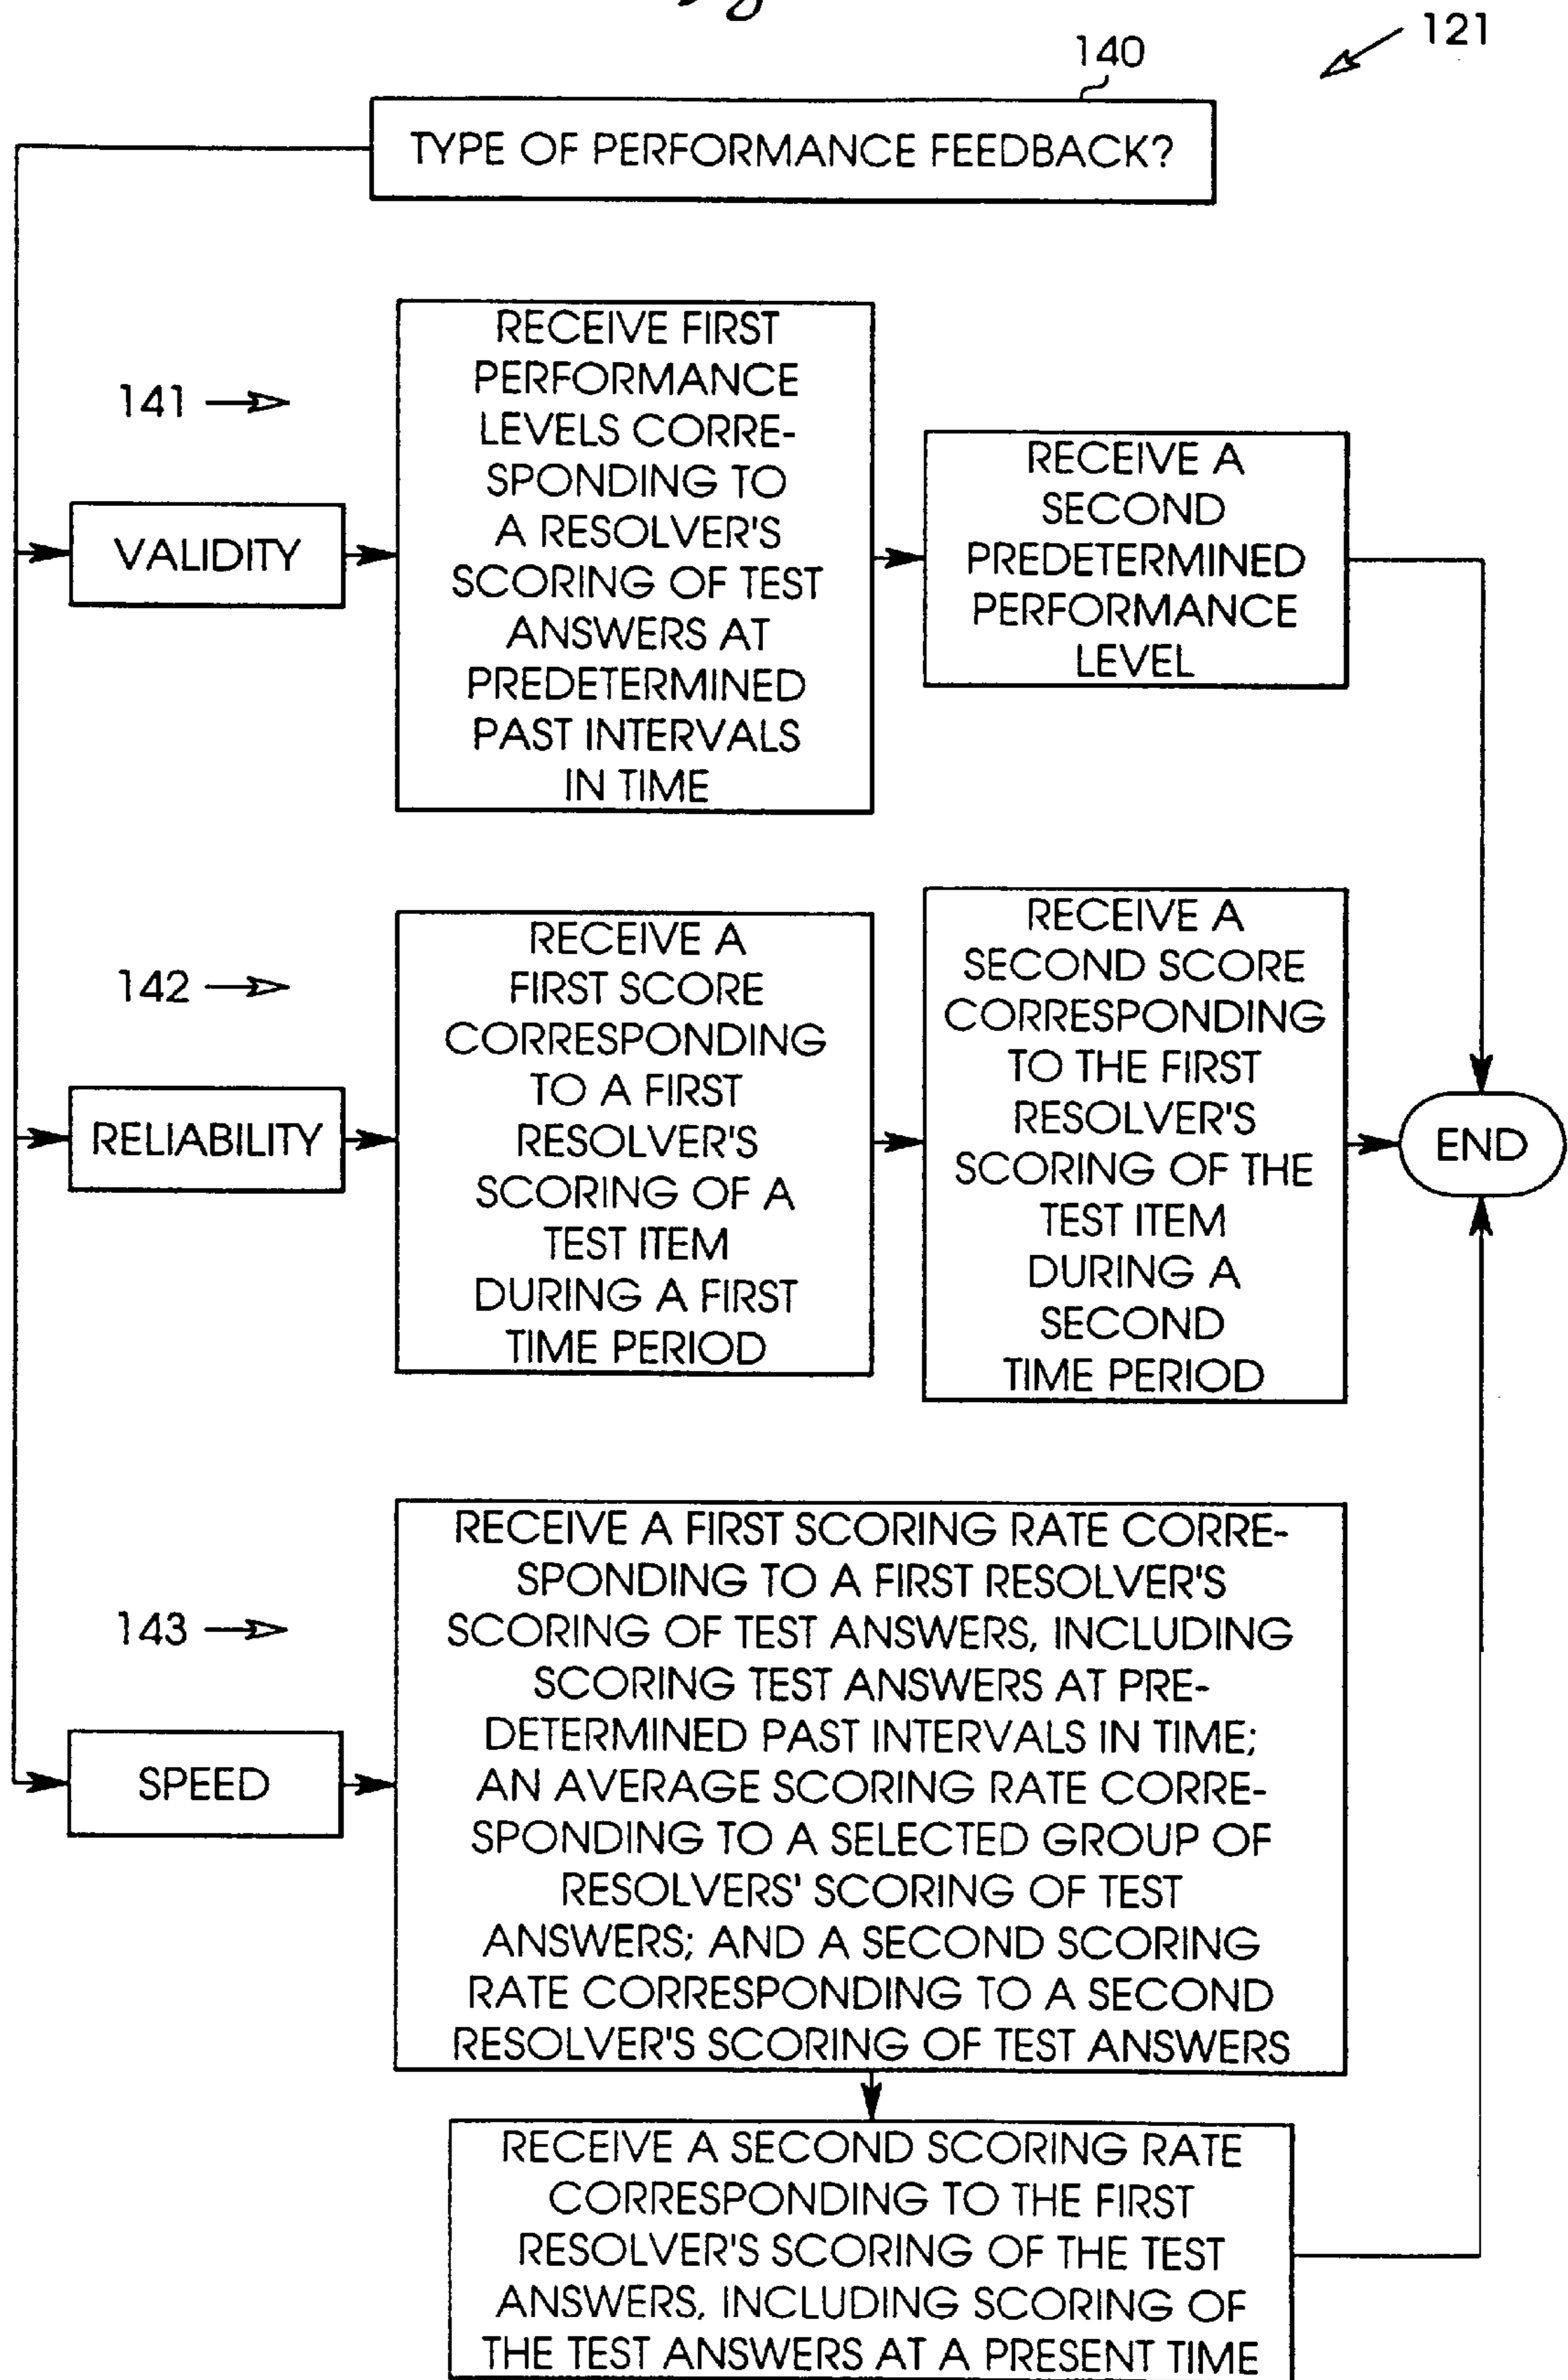 121
140
TYPE OF PERFORMANCE FEEDBACK?
141
VALIDITY
RECEIVE FIRST
PERFORMANCE
LEVELS CORRE-
SPONDING TO
A RESOLVER'S
SCORING OF TEST
ANSWERS AT
PREDETERMINED
PAST INTERVALS
IN TIME
RECEIVE A
SECOND
PREDETERMINED
PERFORMANCE
LEVEL
142
RELIABILITY
RECEIVE A
FIRST SCORE
CORRESPONDING
TO A FIRST
RESOLVER'S
SCORING OF A
TEST ITEM
DURING A FIRST
TIME PERIOD
RECEIVE A
SECOND SCORE
CORRESPONDING
TO THE FIRST
RESOLVER'S
SCORING OF THE
TEST ITEM
DURING A
SECOND
TIME PERIOD
END
143
SPEED
RECEIVE A FIRST SCORING RATE CORRE-
SPONDING TO A FIRST RESOLVER'S
SCORING OF TEST ANSWERS, INCLUDING
SCORING TEST ANSWERS AT PRE-
DETERMINED PAST INTERVALS IN TIME;
AN AVERAGE SCORING RATE CORRE-
SPONDING TO A SELECTED GROUP OF
RESOLVERS' SCORING OF TEST
ANSWERS; AND A SECOND SCORING
RATE CORRESPONDING TO A SECOND
RESOLVER'S SCORING OF TEST ANSWERS
RECEIVE A SECOND SCORING RATE
CORRESPONDING TO THE FIRST
RESOLVER'S SCORING OF THE TEST
ANSWERS, INCLUDING SCORING OF
THE TEST ANSWERS AT A PRESENT TIME